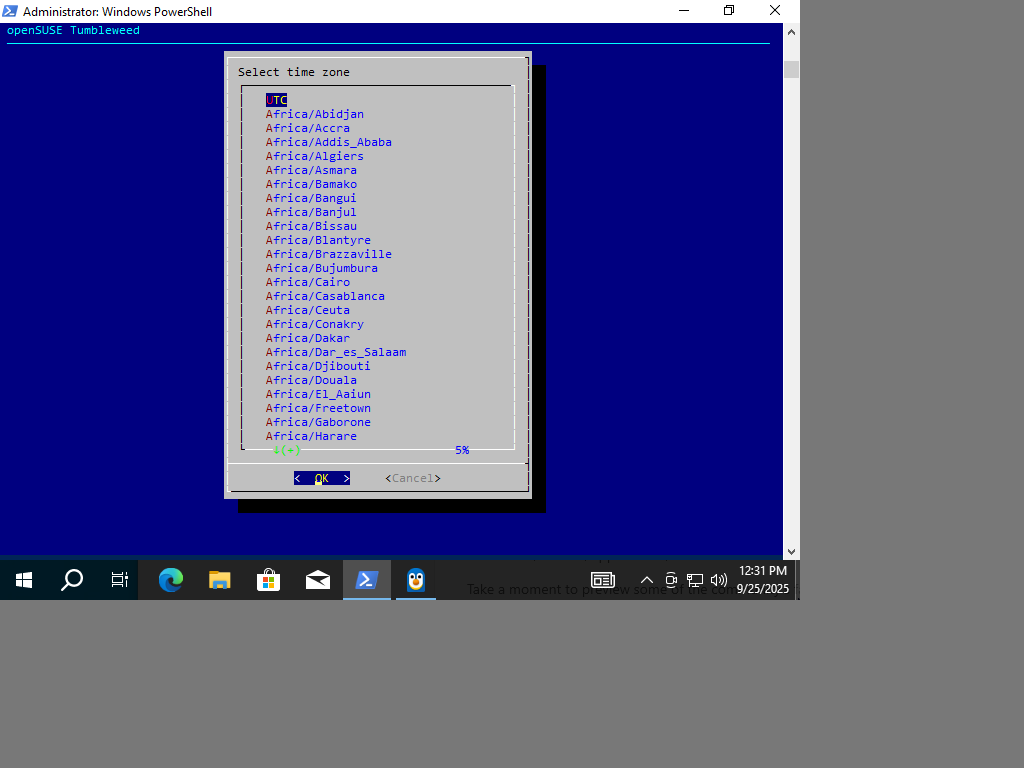 Administrator: Windows PowerShell
openSUSE Tumbleweed
Select time zone
UTC
Africa/Abidjan
Africa/Accra
Africa/Addis_Ababa
Africa/Algiers
Africa/Asmara
Africa/Bamako
Africa/Bangui
Africa/Banjul
Africa/Bissau
Africa/Blantyre
Africa/Brazzaville
Africa/Bujumbura
Africa/Cairo
Africa/Casablanca
Africa/Ceuta
Africa/Conakry
Africa/Dakar
Africa/Dar_es_Salaam
Africa/Djibouti
Africa/Douala
Africa/El_Aaiun
Africa/Freetown
Africa/Gaborone
Africa/Harare
↓(+) 5%
< OK > <Cancel>
Take a moment to preview some of the
12:31 PM
9/25/2025